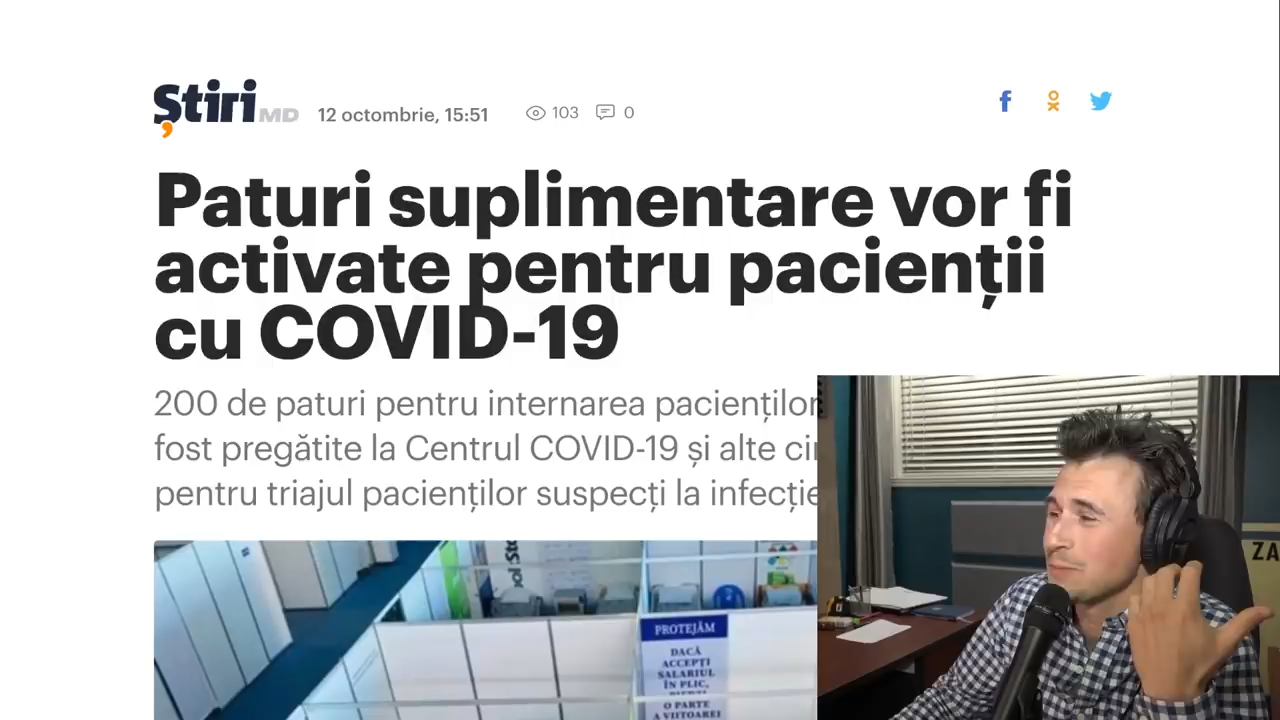 Știri MD 12 octombrie, 15:51 103 0
Paturi suplimentare vor fi
activate pentru pacienții
cu COVID-19
200 de paturi pentru internarea pacienților
fost pregătite la Centrul COVID-19 și alte
pentru triajul pacienților suspecți la infecție
PROTEJĂM
DACĂ
ACCEPȚI
SALARIUL
ÎN PLIC,
O PARTE
A VIITOAREI
ZA